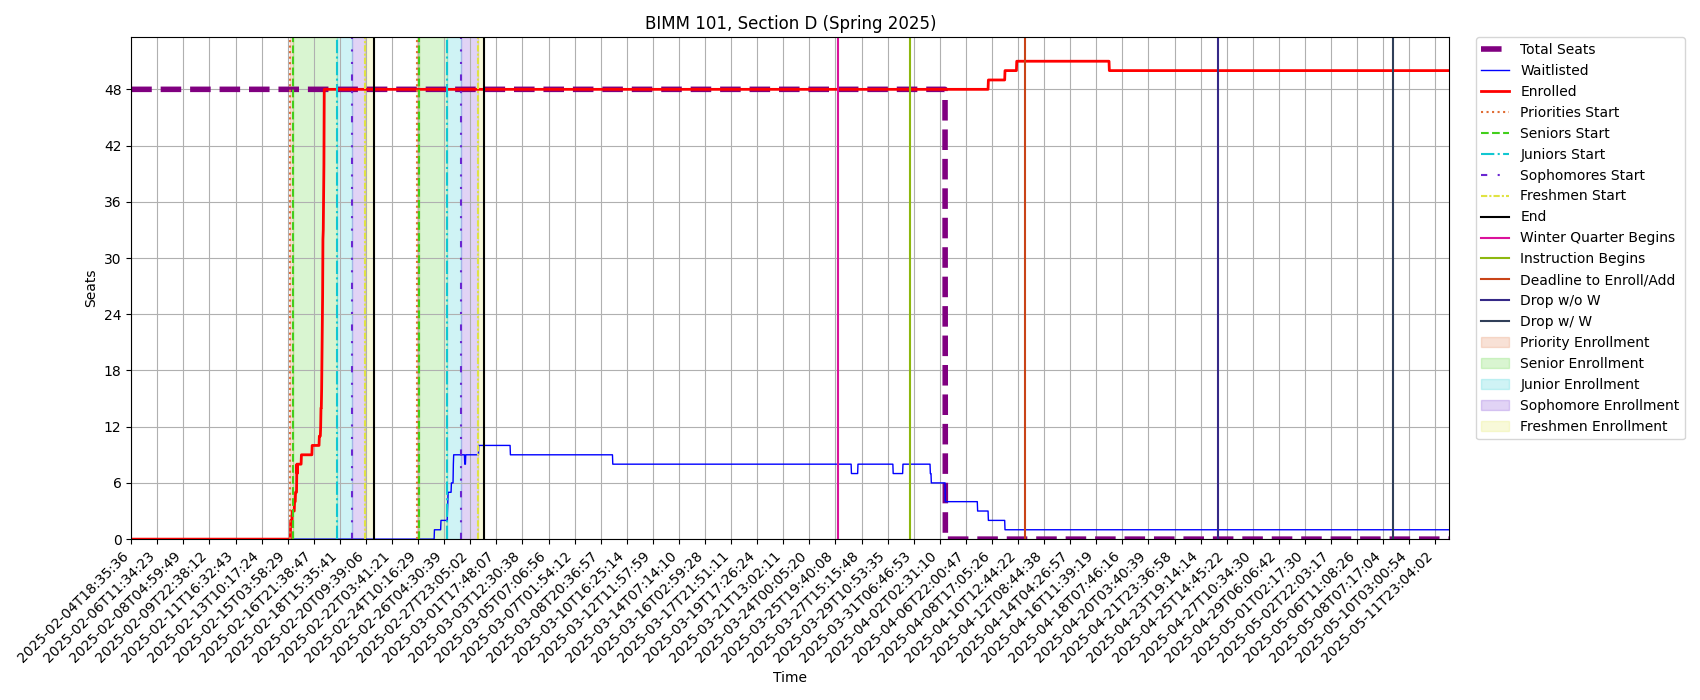 BIMM 101, Section D (Spring 2025)
Seats
48
42
36
30
24
18
12
6
0
2025-02-04T18:35:36
2025-02-06T11:34:23
2025-02-08T04:59:49
2025-02-09T22:38:12
2025-02-11T16:32:43
2025-02-13T10:17:24
2025-02-15T03:58:29
2025-02-16T21:38:47
2025-02-18T15:35:41
2025-02-20T09:39:06
2025-02-22T03:41:21
2025-02-24T10:16:29
2025-02-26T04:30:39
2025-02-27T23:05:02
2025-03-01T17:48:07
2025-03-03T12:30:38
2025-03-05T07:06:56
2025-03-07T01:54:12
2025-03-08T20:36:57
2025-03-10T16:25:14
2025-03-12T11:57:59
2025-03-14T07:14:10
2025-03-16T02:59:28
2025-03-17T21:51:11
2025-03-19T17:26:24
2025-03-21T13:02:11
2025-03-24T00:05:20
2025-03-25T19:40:05
2025-03-27T15:15:48
2025-03-29T10:53:35
2025-03-31T06:46:53
2025-04-02T02:31:10
2025-04-06T22:00:47
2025-04-08T17:05:26
2025-04-10T12:44:22
2025-04-12T08:44:38
2025-04-14T04:26:57
2025-04-16T11:39:19
2025-04-18T07:46:16
2025-04-20T03:40:39
2025-04-21T23:36:58
2025-04-23T19:14:14
2025-04-25T14:45:22
2025-04-27T10:34:30
2025-04-29T06:06:42
2025-05-01T02:17:30
2025-05-02T22:03:17
2025-05-06T11:08:26
2025-05-08T07:17:04
2025-05-10T03:00:54
2025-05-11T23:04:02
Time
Total Seats
Waitlisted
Enrolled
Priorities Start
Seniors Start
Juniors Start
Sophomores Start
Freshmen Start
End
Winter Quarter Begins
Instruction Begins
Deadline to Enroll/Add
Drop w/o W
Drop w/ W
Priority Enrollment
Senior Enrollment
Junior Enrollment
Sophomore Enrollment
Freshmen Enrollment